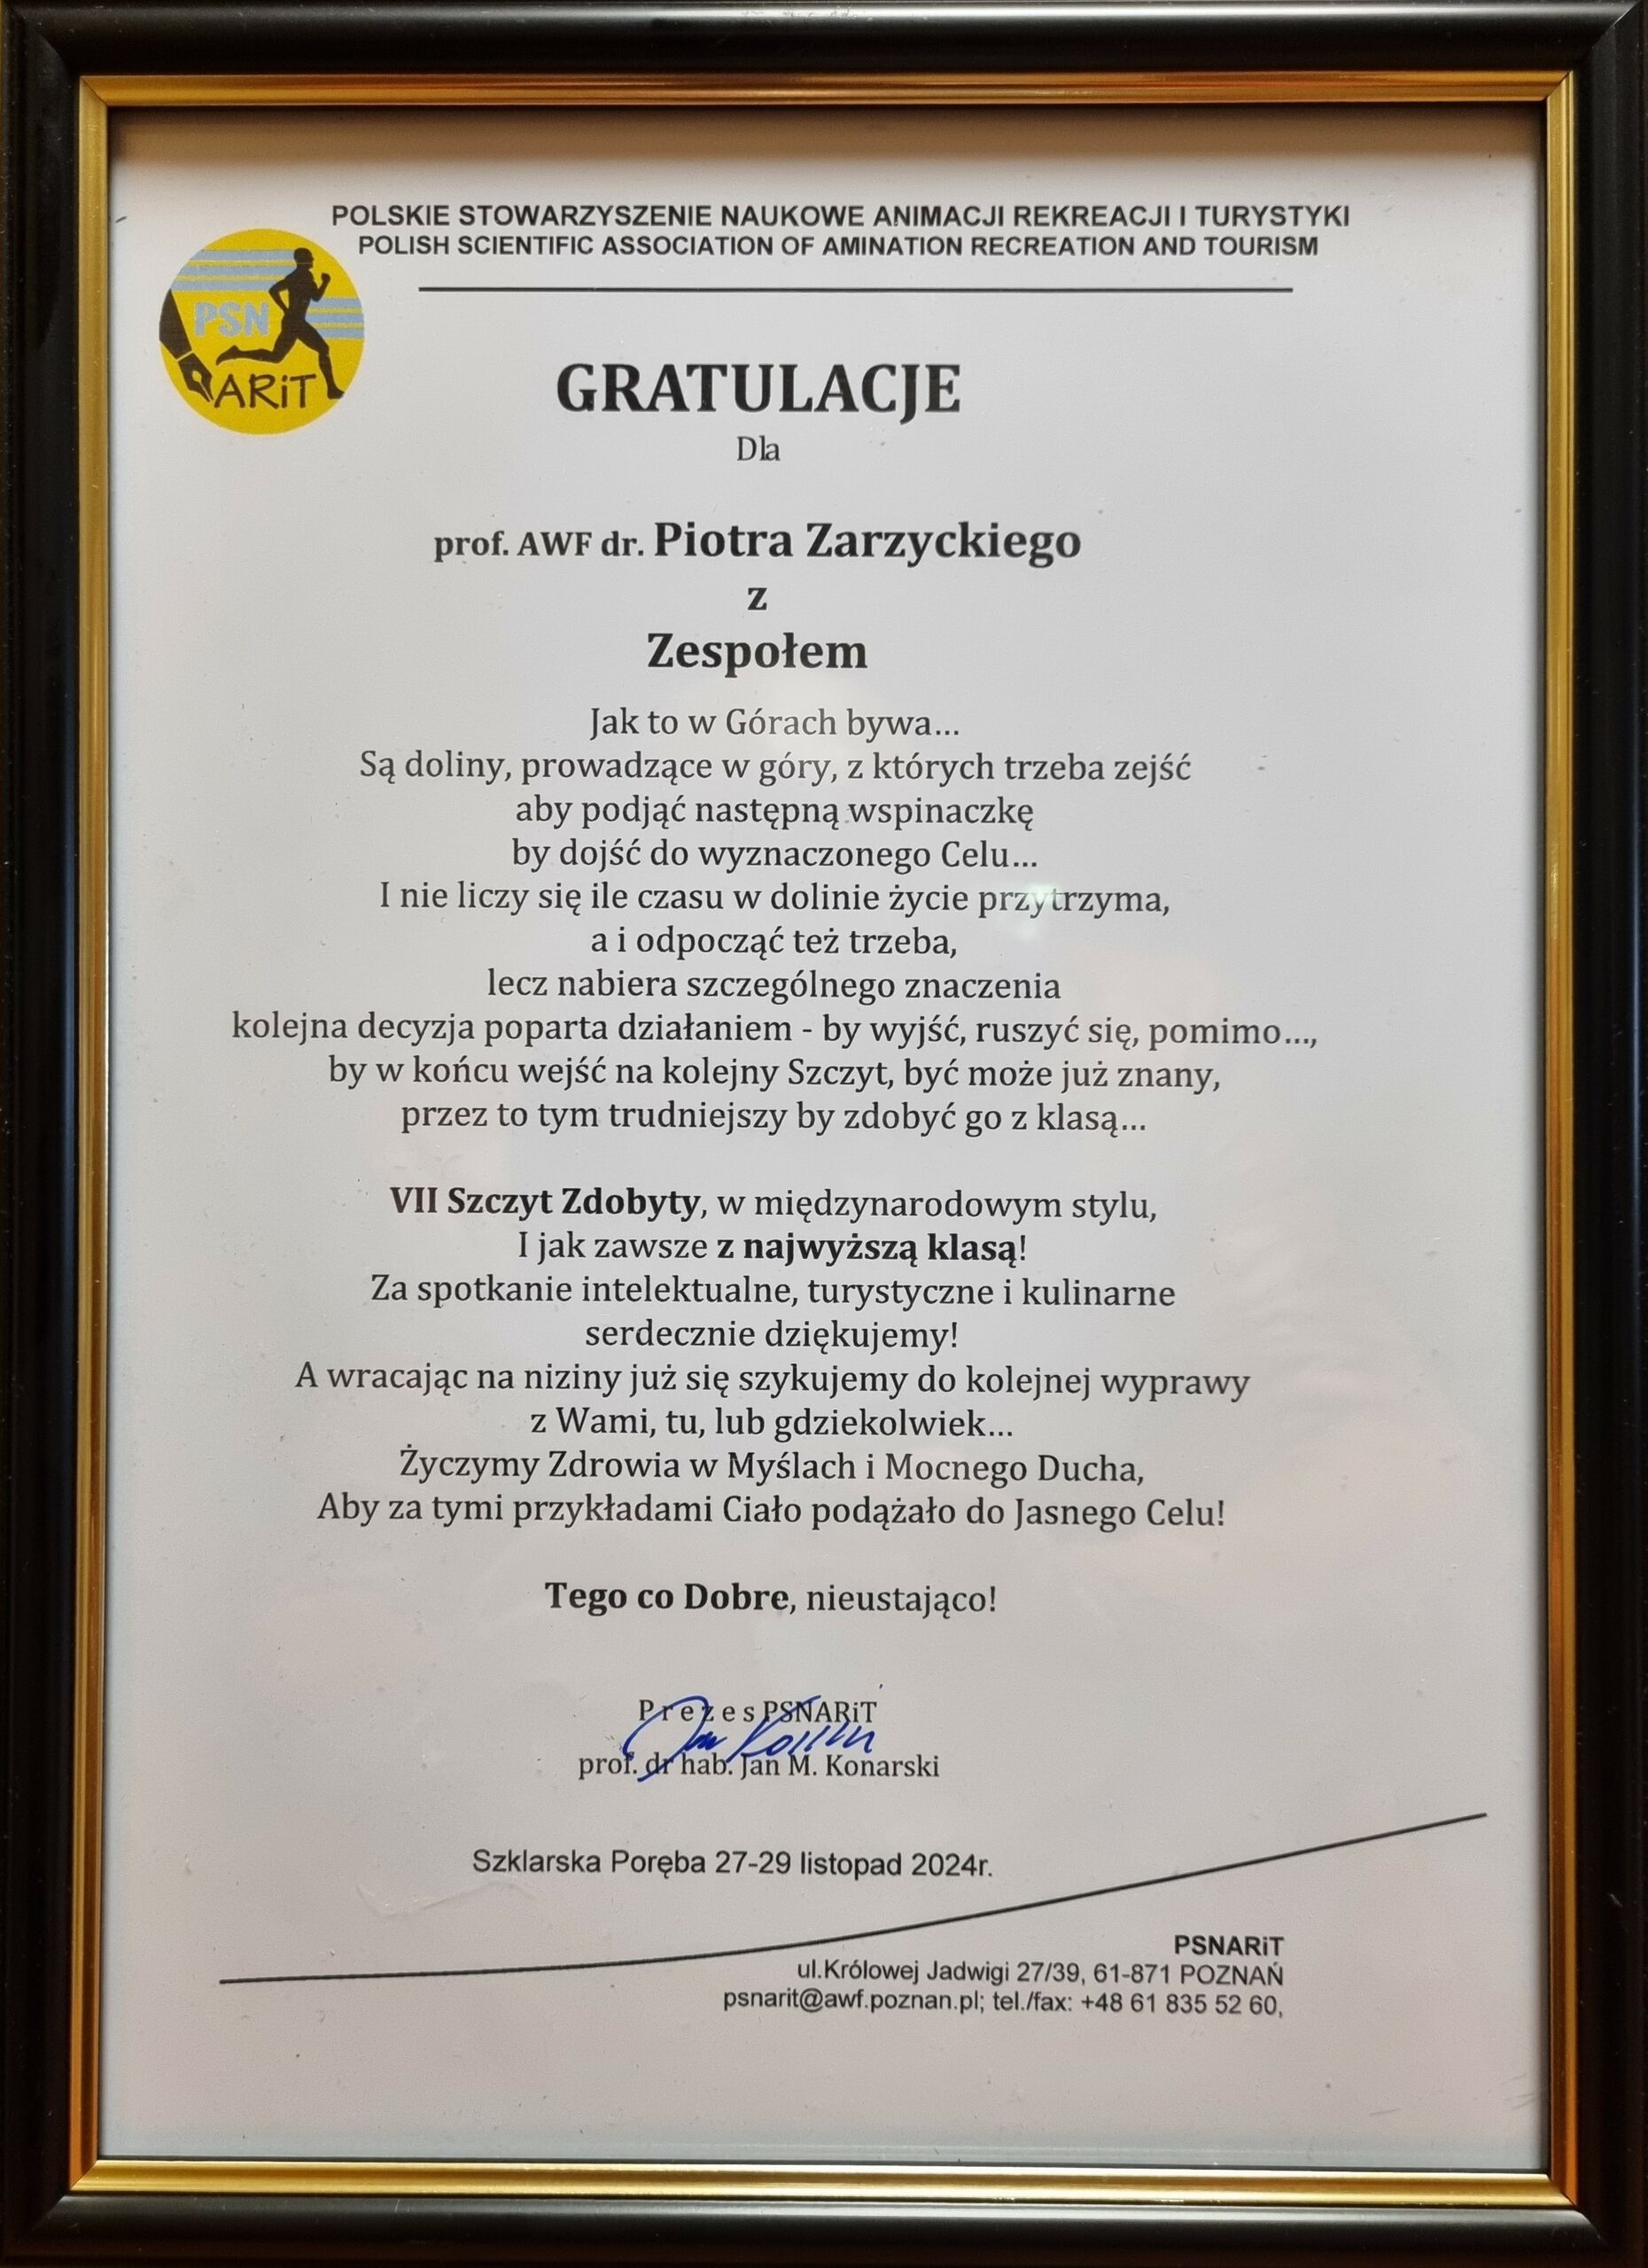 POLSKIE STOWARZYSZENIE NAUKOWE ANIMACJI REKREACJI I TURYSTYKI
POLISH SCIENTIFIC ASSOCIATION OF AMINATION RECREATION AND TOURISM
PSN
ARiT
GRATULACJE
Dla
prof. AWF dr. Piotra Zarzyckiego
z
Zespołem
Jak to w Górach bywa...
Są doliny, prowadzące w góry, z których trzeba zejść
aby podjąć następną wspinaczkę
by dojść do wyznaczonego Celu...
I nie liczy się ile czasu w dolinie życie przytrzyma,
a i odpocząć też trzeba,
lecz nabiera szczególnego znaczenia
kolejna decyzja poparta działaniem - by wyjść, ruszyć się, pomimo...,
by w końcu wejść na kolejny Szczyt, być może już znany,
przez to tym trudniejszy by zdobyć go z klasą...
VII Szczyt Zdobyty, w międzynarodowym stylu,
I jak zawsze z najwyższą klasą!
Za spotkanie intelektualne, turystyczne i kulinarne
serdecznie dziękujemy!
A wracając na niziny już się szykujemy do kolejnej wyprawy
z Wami, tu, lub gdziekolwiek...
Życzymy Zdrowia w Myślach i Mocnego Ducha,
Aby za tymi przykładami Ciało podążało do Jasnego Celu!
Tego co Dobre, nieustająco!
P r e z e s PSNARiT
prof. dr hab. Jan M. Konarski
Szklarska Poręba 27-29 listopad 2024r.
PSNARiT
ul.Królowej Jadwigi 27/39, 61-871 POZNAŃ
psnarit@awf.poznan.pl; tel./fax: +48 61 835 52 60,